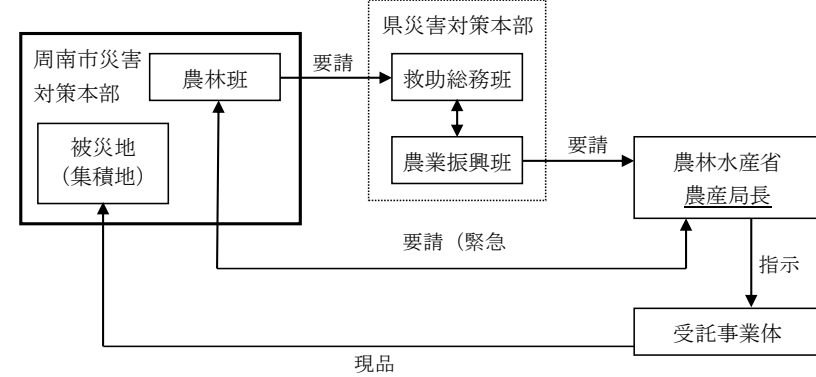 県災害対策本部
周南市災害
対策本部
農林班
要請
救助総務班
被災地
（集積地）
農業振興班
要請
農林水産省
農産局長
要請（緊急
指示
受託事業体
現品